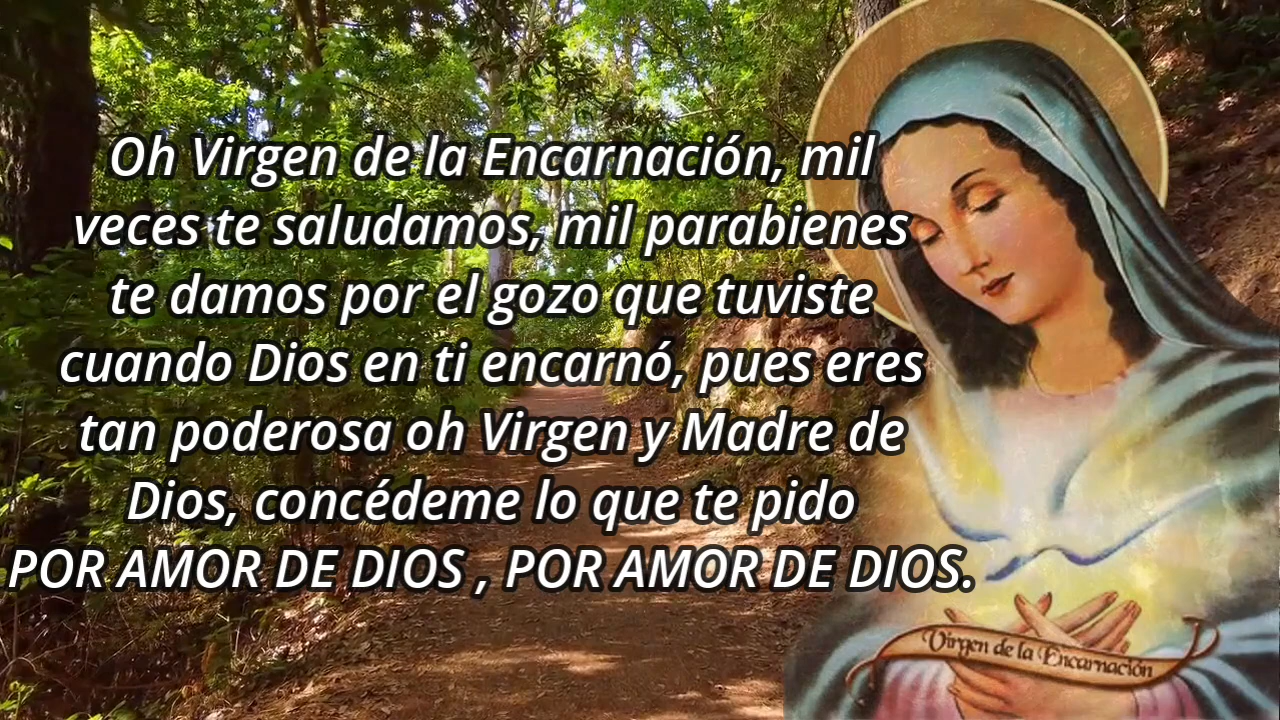 Oh Virgen de la Encarnación, mil
veces te saludamos, mil parabienes
te damos por el gozo que tuviste
cuando Dios en ti encarnó, pues eres
tan poderosa oh Virgen y Madre de
Dios, concédeme lo que te pido
POR AMOR DE DIOS , POR AMOR DE DIOS.
Virgen de la Encarnación